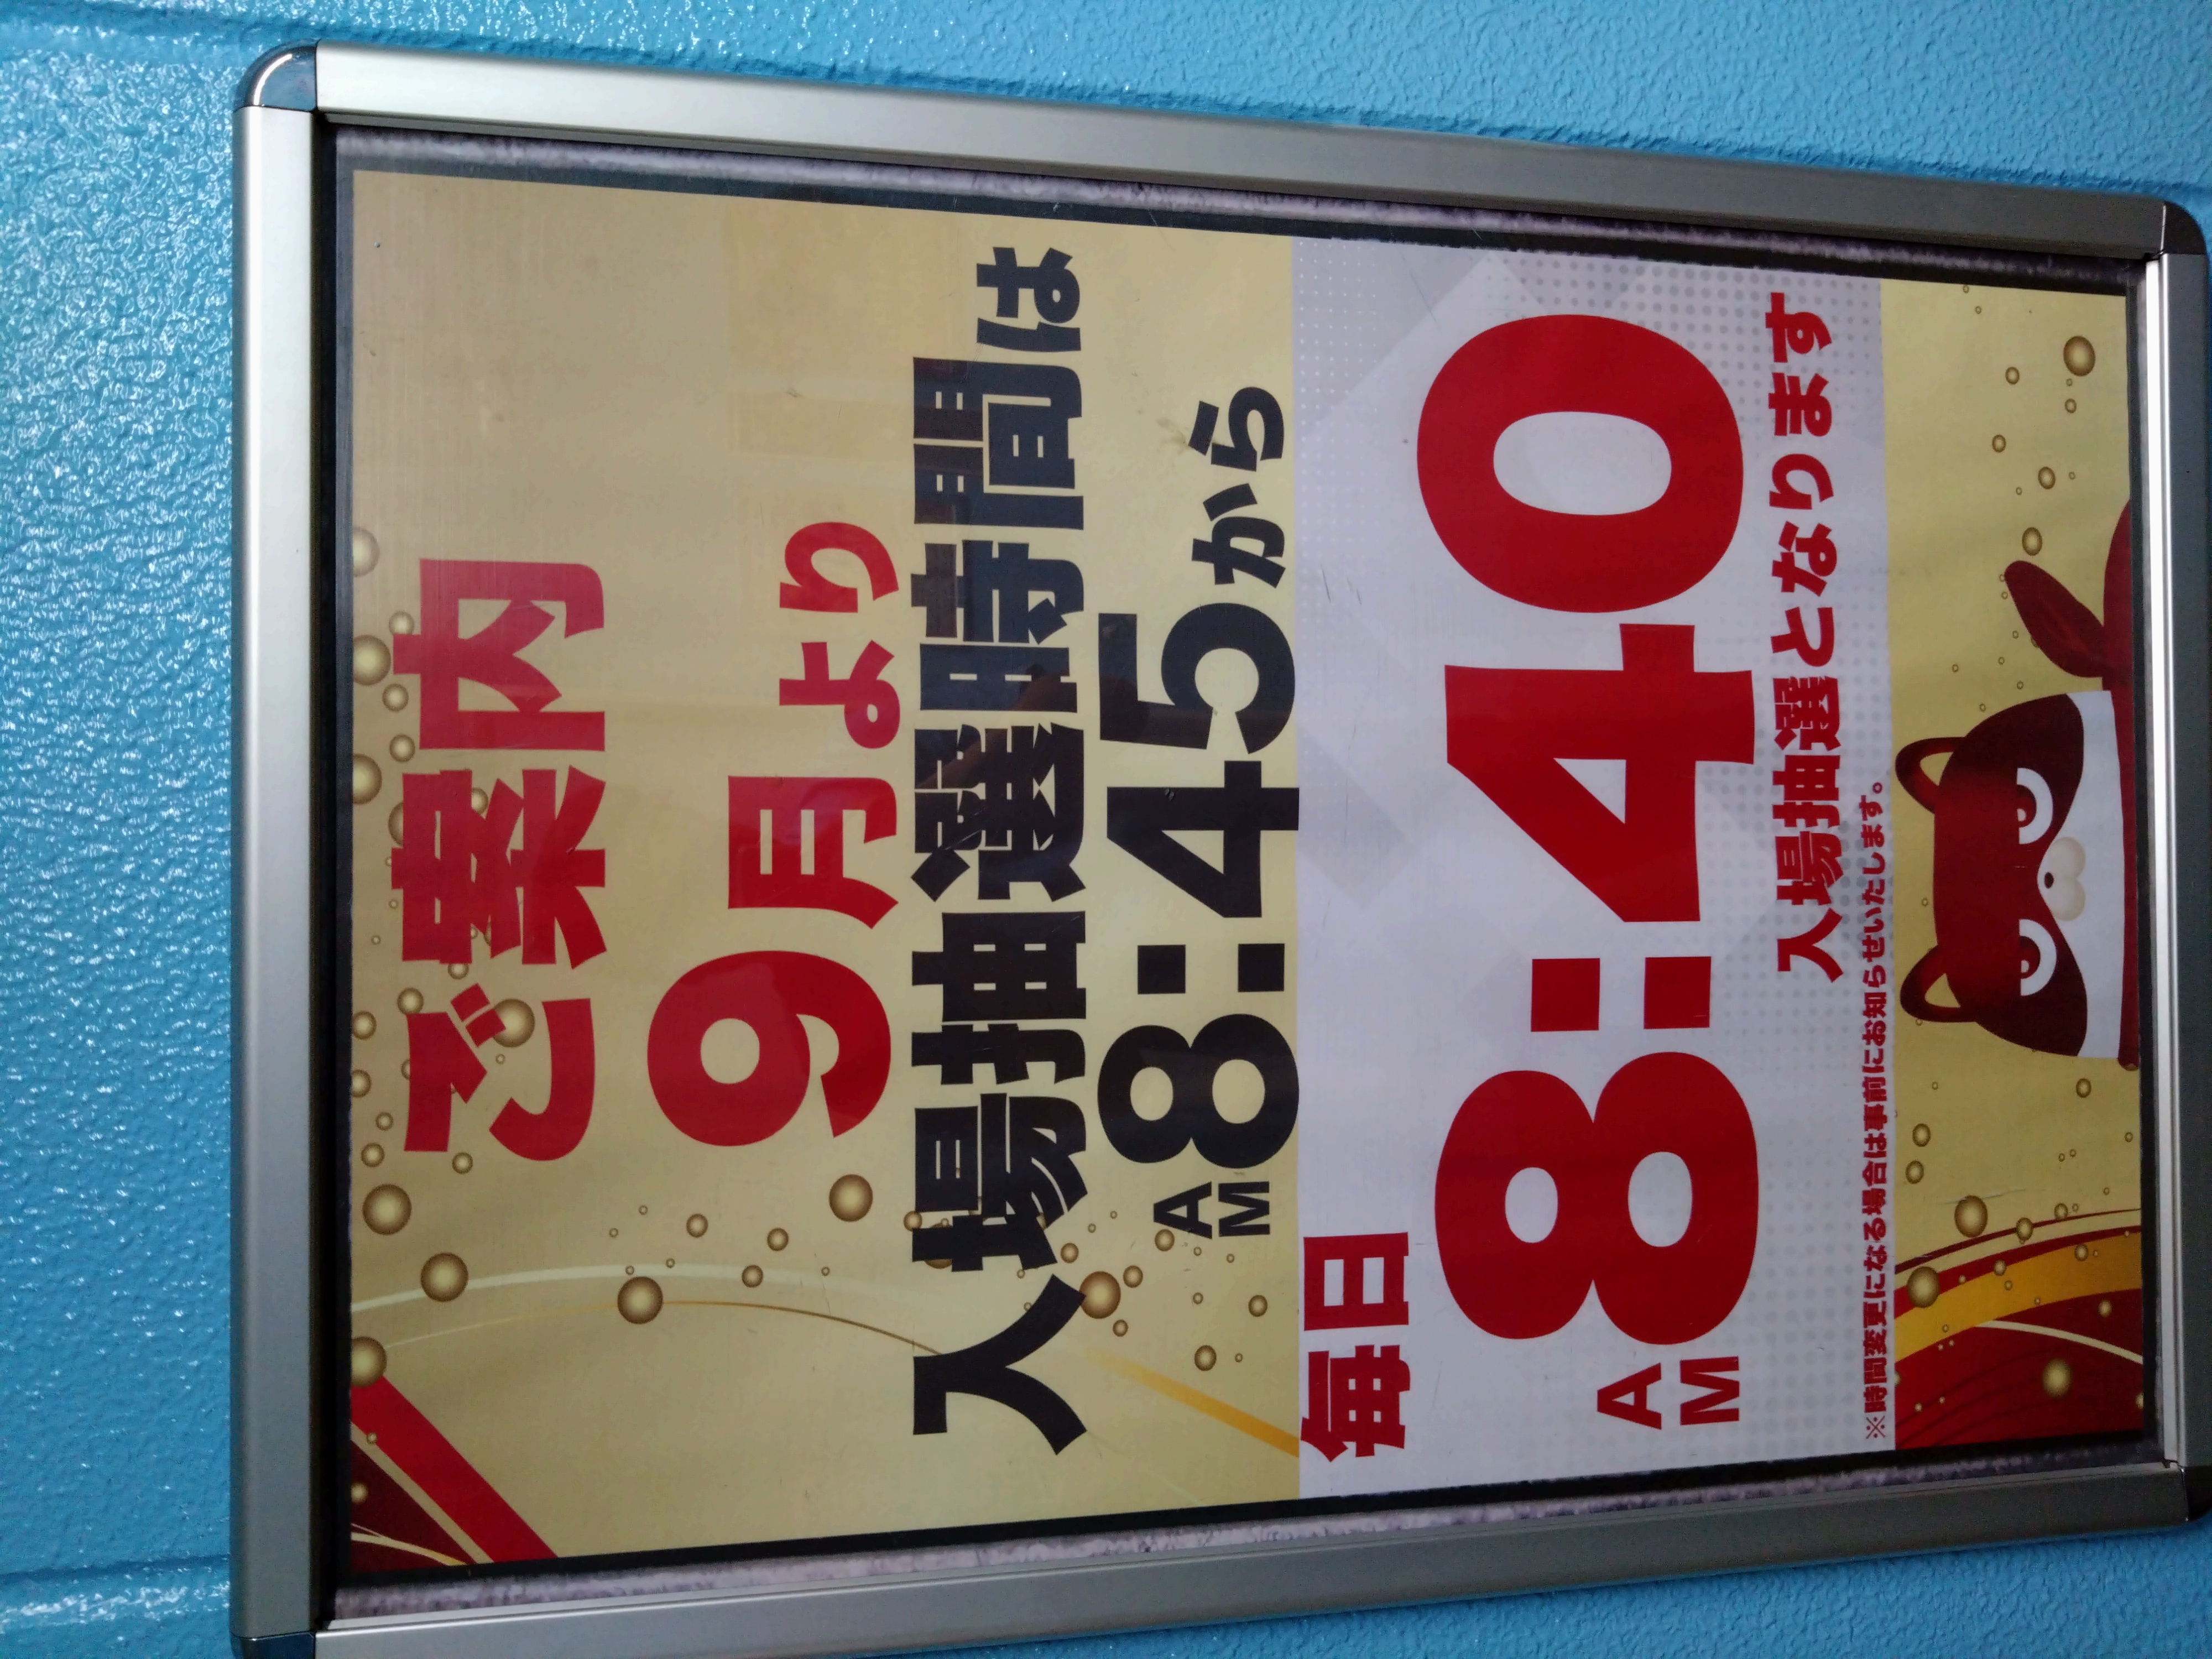 ご案内
9月より
入場抽選時間は
AM8:45から
毎日
AM8:40
入場抽選となります
※時間変更になる場合は事前にお知らせいたします。